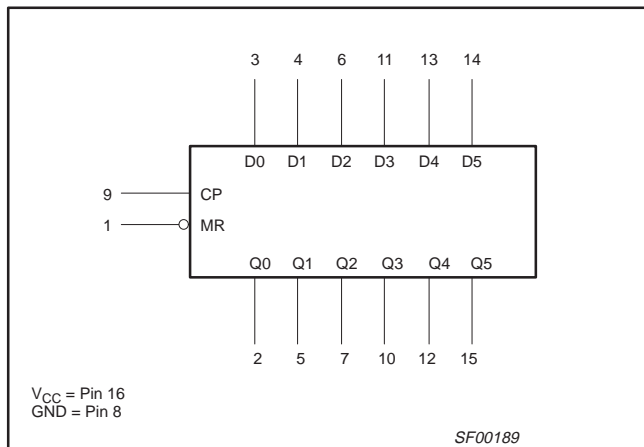 3 4 6 11 13 14
D0 D1 D2 D3 D4 D5
9 CP
1 MR
Q0 Q1 Q2 Q3 Q4 Q5
2 5 7 10 12 15
VCC = Pin 16
GND = Pin 8
SF00189